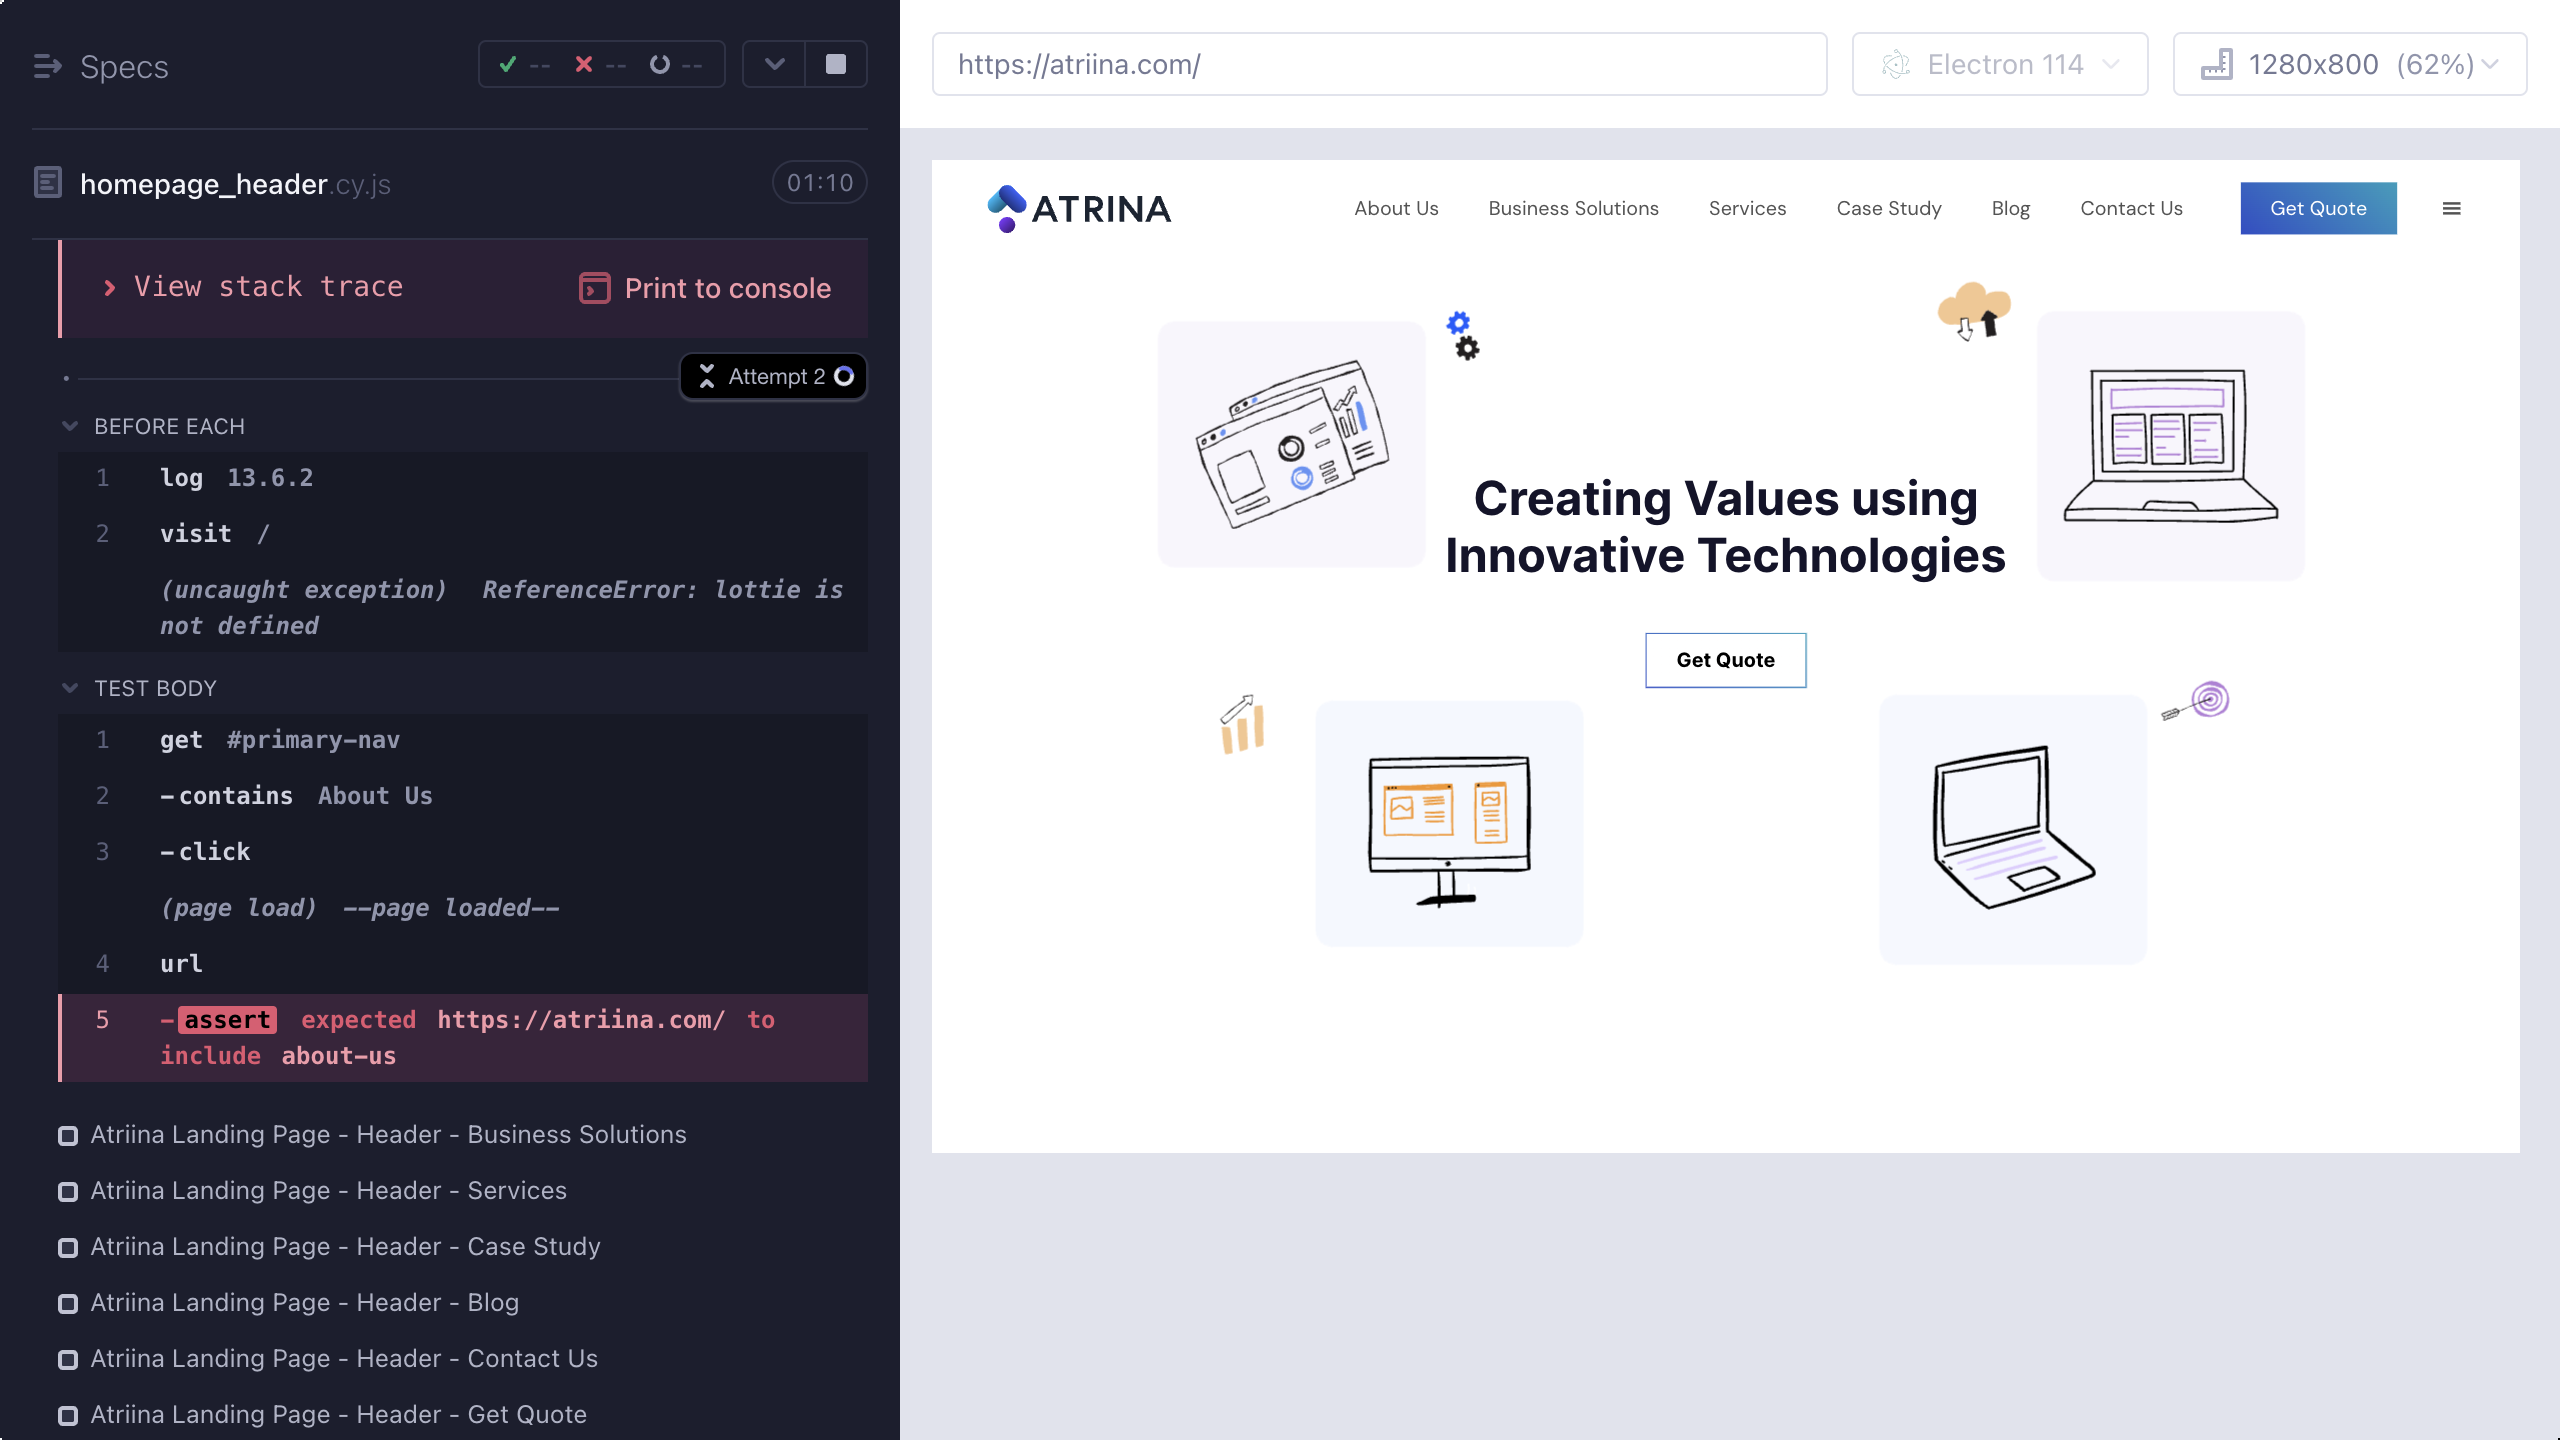 Specs
-- -- --
homepage_header.cy.js
01:10
View stack trace
Print to console
Attempt 2
BEFORE EACH
1 log 13.6.2
2 visit /
(uncaught exception) ReferenceError: lottie is
not defined
TEST BODY
1 get #primary-nav
2 -contains About Us
3 -click
(page load) --page loaded--
4 url
5 -assert expected https://atriina.com/ to
include about-us
Atriina Landing Page - Header - Business Solutions
Atriina Landing Page - Header - Services
Atriina Landing Page - Header - Case Study
Atriina Landing Page - Header - Blog
Atriina Landing Page - Header - Contact Us
Atriina Landing Page - Header - Get Quote
https://atriina.com/
Electron 114
1280x800 (62%)
ATRINA
About Us
Business Solutions
Services
Case Study
Blog
Contact Us
Get Quote
Creating Values using
Innovative Technologies
Get Quote